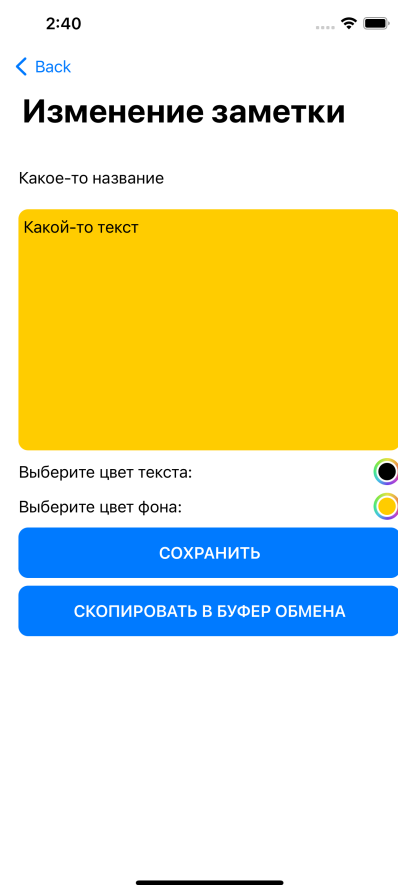 2:40
Back
Изменение заметки
Какое-то название
Какой-то текст
Выберите цвет текста:
Выберите цвет фона:
СОХРАНИТЬ
СКОПИРОВАТЬ В БУФЕР ОБМЕНА